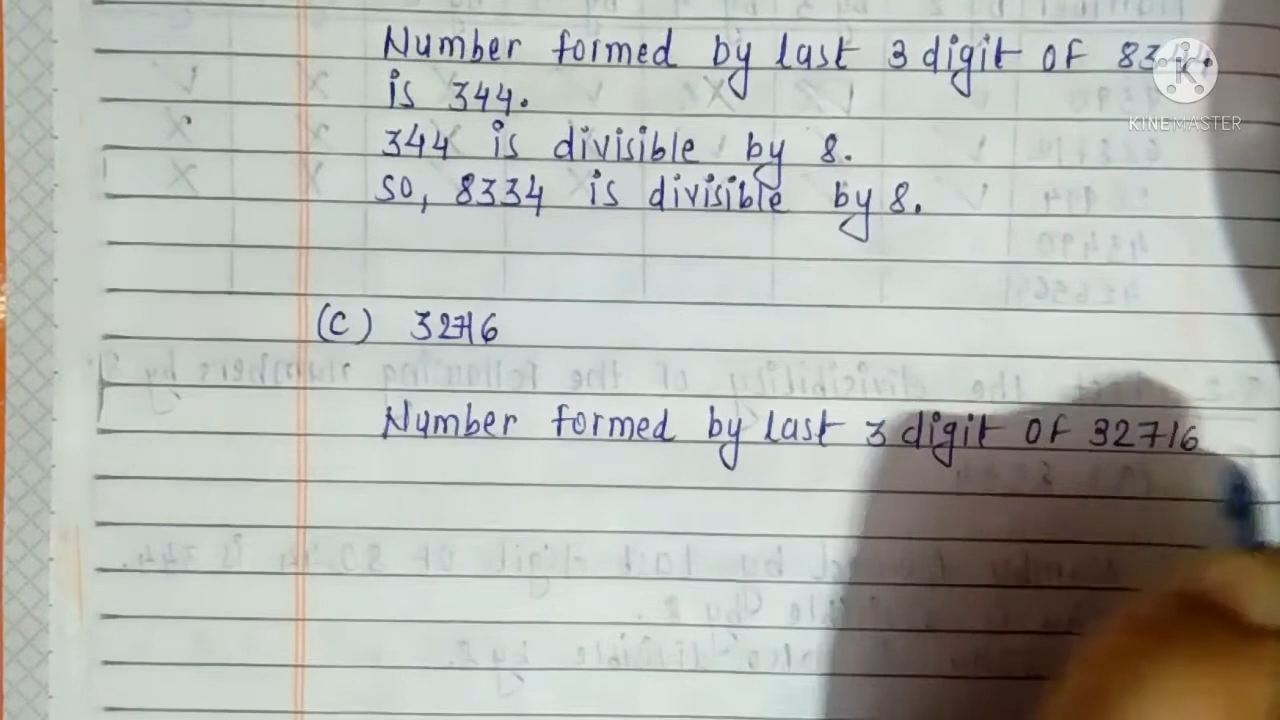 Number formed by last 3 digit of
is 344.
344 is divisible by 8.
So, 8334 is divisible by 8.
(C) 32716
Number formed by last 3 digit of 32716
KINEMASTER